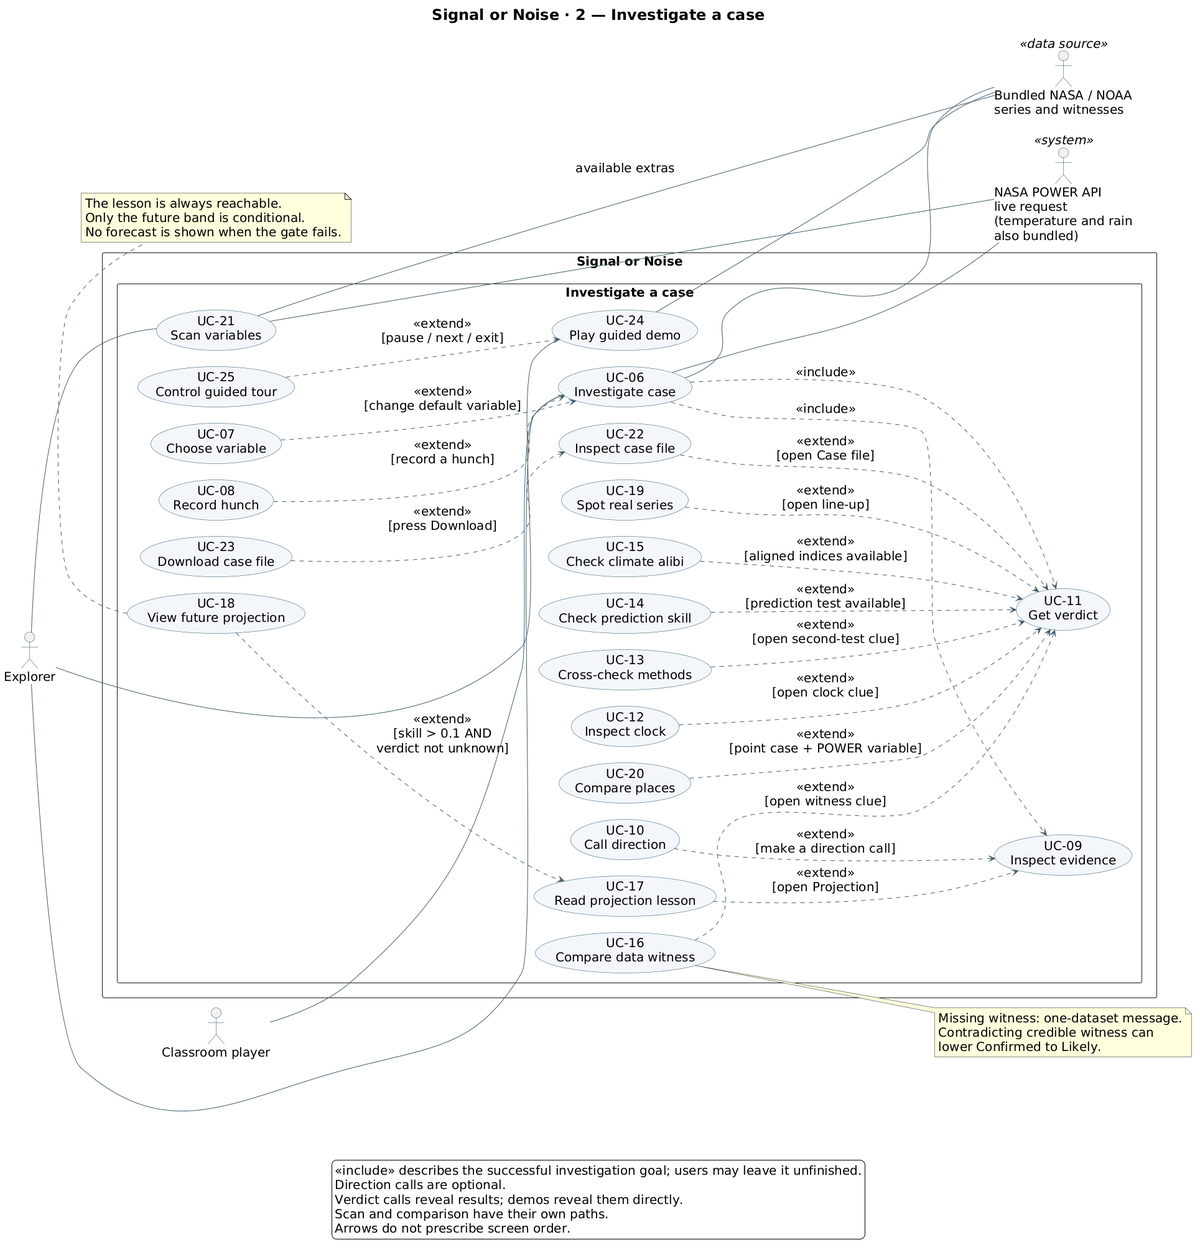 Signal or Noise · 2 — Investigate a case
«data source»
Bundled NASA / NOAA
series and witnesses
«system»
NASA POWER API
live request
(temperature and rain
also bundled)
available extras
The lesson is always reachable.
Only the future band is conditional.
No forecast is shown when the gate fails.
Signal or Noise
Investigate a case
UC-21
Scan variables
UC-25
Control guided tour
UC-07
Choose variable
UC-08
Record hunch
UC-23
Download case file
UC-18
View future projection
«extend»
[pause / next / exit]
«extend»
[change default variable]
«extend»
[record a hunch]
«extend»
[press Download]
«extend»
[skill > 0.1 AND
verdict not unknown]
UC-24
Play guided demo
UC-06
Investigate case
UC-22
Inspect case file
UC-19
Spot real series
UC-15
Check climate alibi
UC-14
Check prediction skill
UC-13
Cross-check methods
UC-12
Inspect clock
UC-20
Compare places
UC-10
Call direction
UC-17
Read projection lesson
UC-16
Compare data witness
«include»
«include»
«extend»
[open Case file]
«extend»
[open line-up]
«extend»
[aligned indices available]
«extend»
[prediction test available]
«extend»
[open second-test clue]
«extend»
[open clock clue]
«extend»
[point case + POWER variable]
«extend»
[open witness clue]
«extend»
[make a direction call]
«extend»
[open Projection]
UC-11
Get verdict
UC-09
Inspect evidence
Explorer
Classroom player
Missing witness: one-dataset message.
Contradicting credible witness can
lower Confirmed to Likely.
«include» describes the successful investigation goal; users may leave it unfinished.
Direction calls are optional.
Verdict calls reveal results; demos reveal them directly.
Scan and comparison have their own paths.
Arrows do not prescribe screen order.